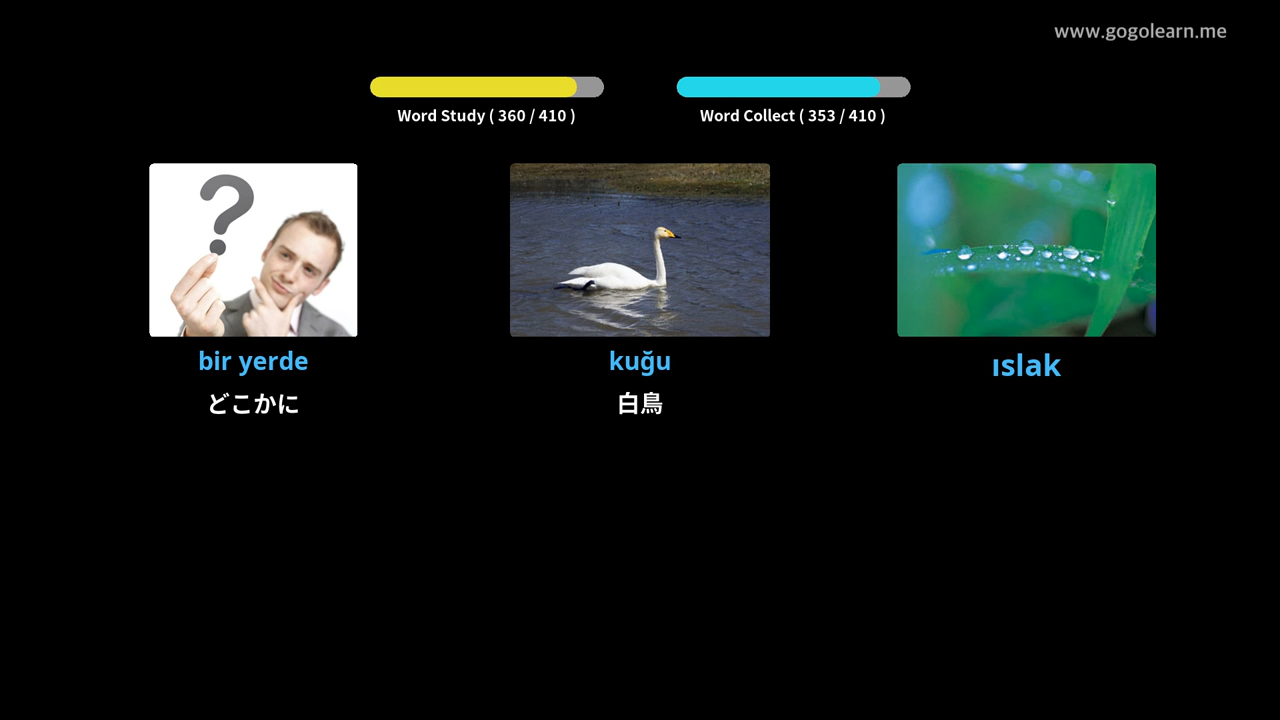 www.gogolearn.me
Word Study ( 360 / 410 )
Word Collect ( 353 / 410 )
?
bir yerde
kuğu
ıslak
どこかに
白鳥